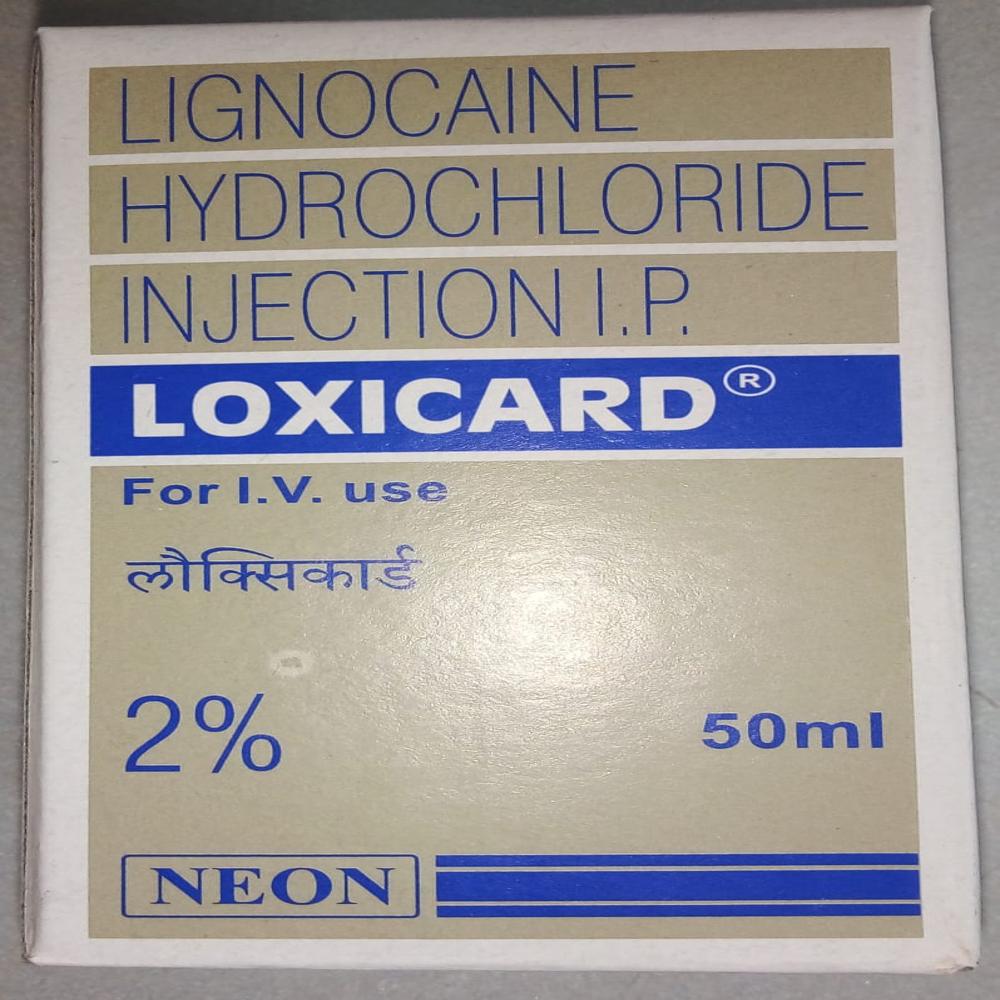 LIGNOCAINE
HYDROCHLORIDE
INJECTION I.P.
LOXICARD®
For I.V. use
लौक्सिकार्ड
2%
50ml
NEON